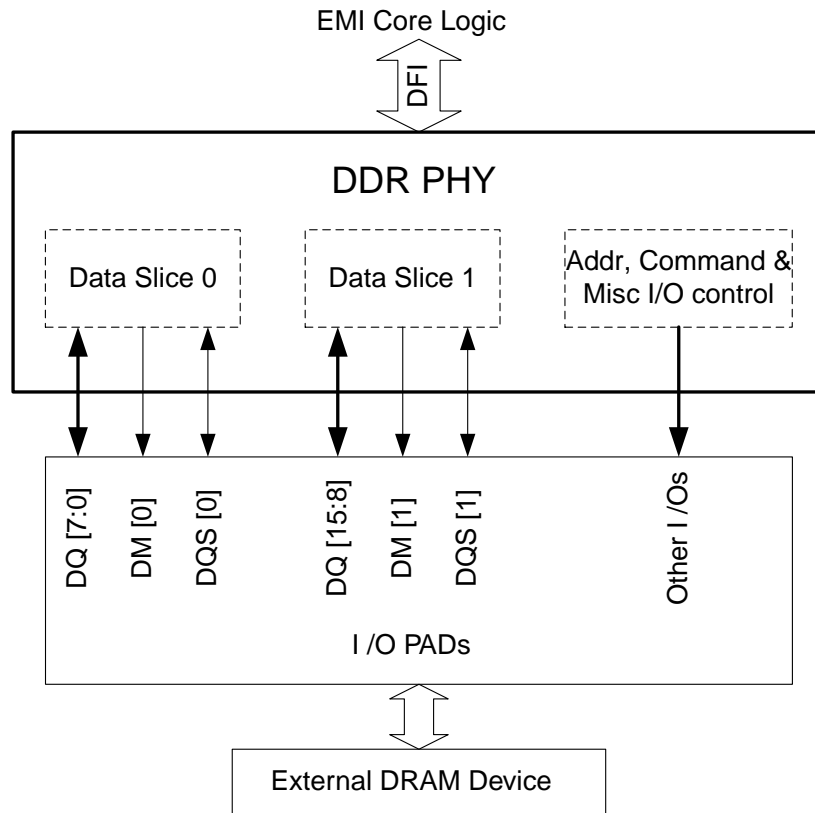 EMI Core Logic
DFI
DDR PHY
Data Slice 0
Data Slice 1
Addr, Command &
Misc I/O control
DQ [7:0]
DM [0]
DQS [0]
DQ [15:8]
DM [1]
DQS [1]
Other I /Os
I /O PADs
External DRAM Device